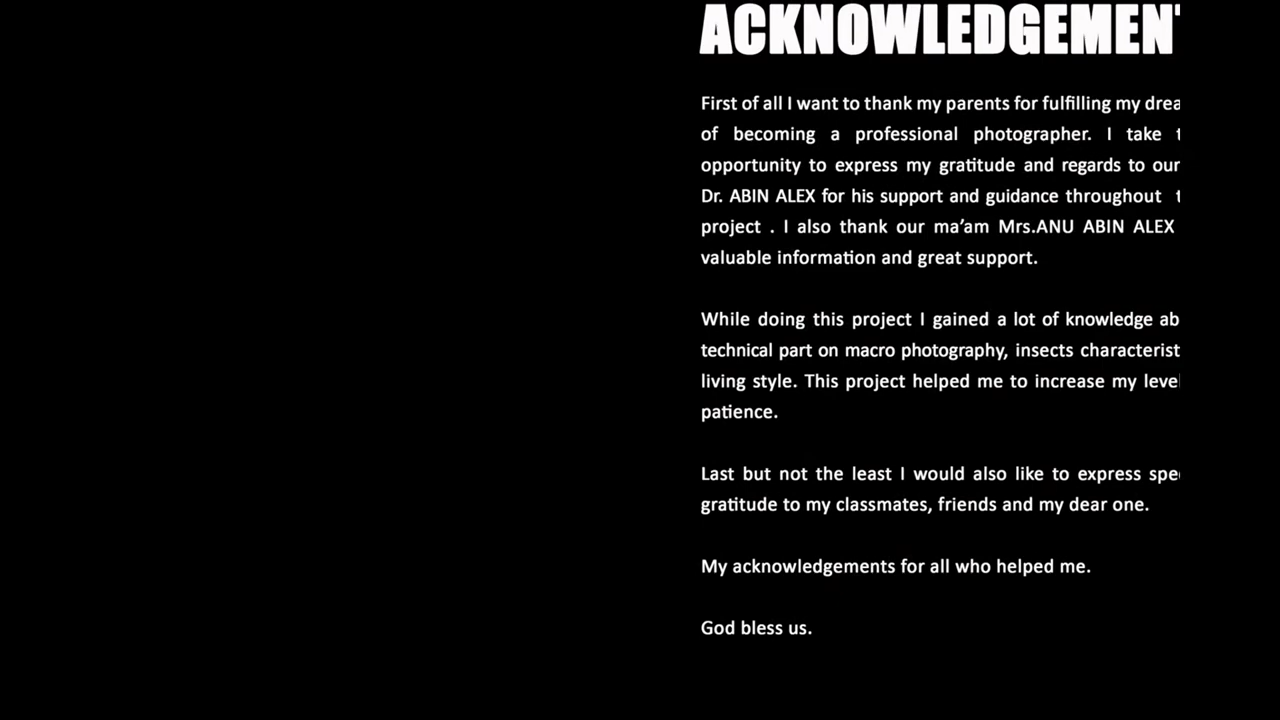 ACKNOWLEDGEMEN
First of all I want to thank my parents for fulfilling my drea
of becoming a professional photographer. I take
opportunity to express my gratitude and regards to our
Dr. ABIN ALEX for his support and guidance throughout
project . I also thank our ma’am Mrs.ANU ABIN ALEX
valuable information and great support.
While doing this project I gained a lot of knowledge ab
technical part on macro photography, insects characterist
living style. This project helped me to increase my leve
patience.
Last but not the least I would also like to express spe
gratitude to my classmates, friends and my dear one.
My acknowledgements for all who helped me.
God bless us.